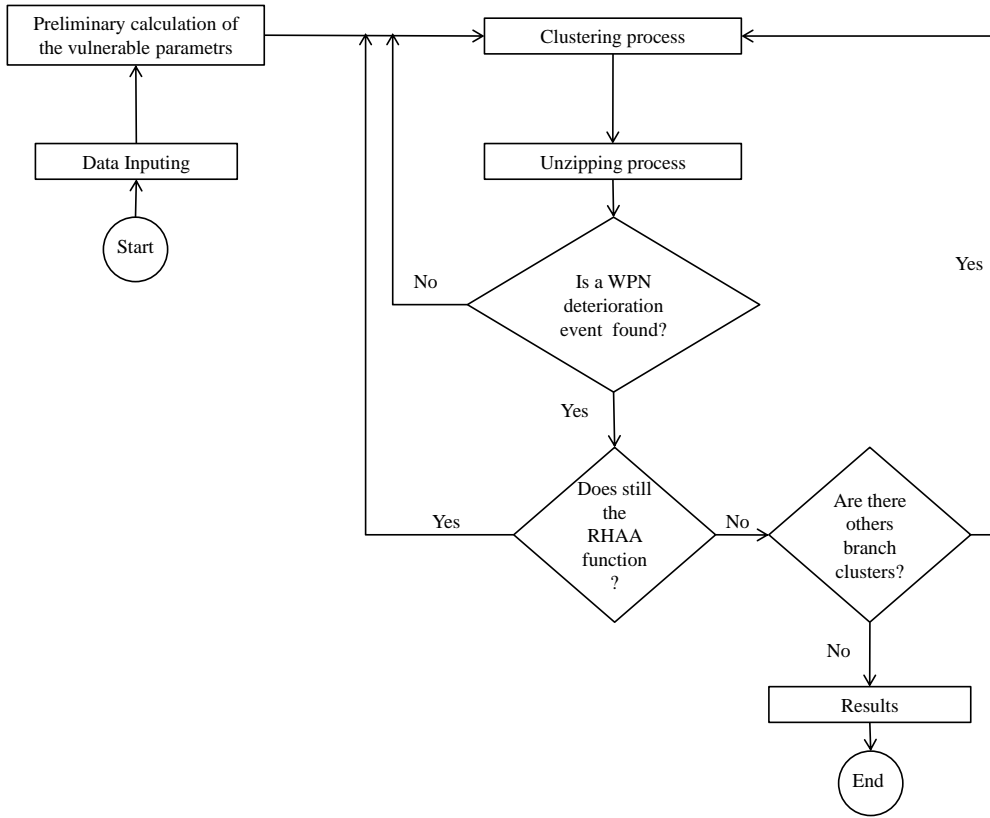 Preliminary calculation of
the vulnerable parametrs
Clustering process
Data Inputing
Unzipping process
Start
Is a WPN
deterioration
event  found?
No
Yes
Yes
Does still
the
RHAA
function
?
Yes
No
Are there
others
branch
clusters?
No
Results
End